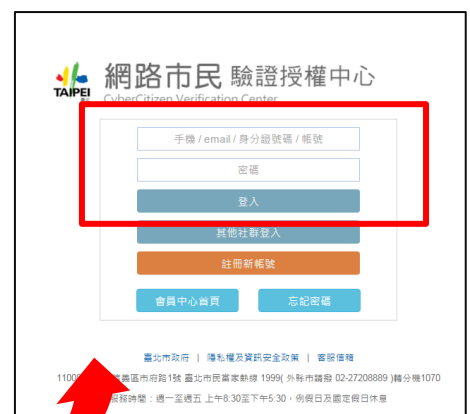 TAIPEI
網路市民 驗證授權中心
CyberCitizen Verification Center
手機 / email / 身分證號碼 / 帳號
密碼
登入
其他社群登入
註冊新帳號
會員中心首頁
忘記密碼
臺北市政府 | 隱私權及資訊安全政策 | 客服信箱
1100 義區市府路1號 臺北市民當家熱線 1999( 外縣市請撥 02-27208889 )轉分機1070
服務時間：週一至週五 上午8:30至下午5:30，例假日及國定假日休息